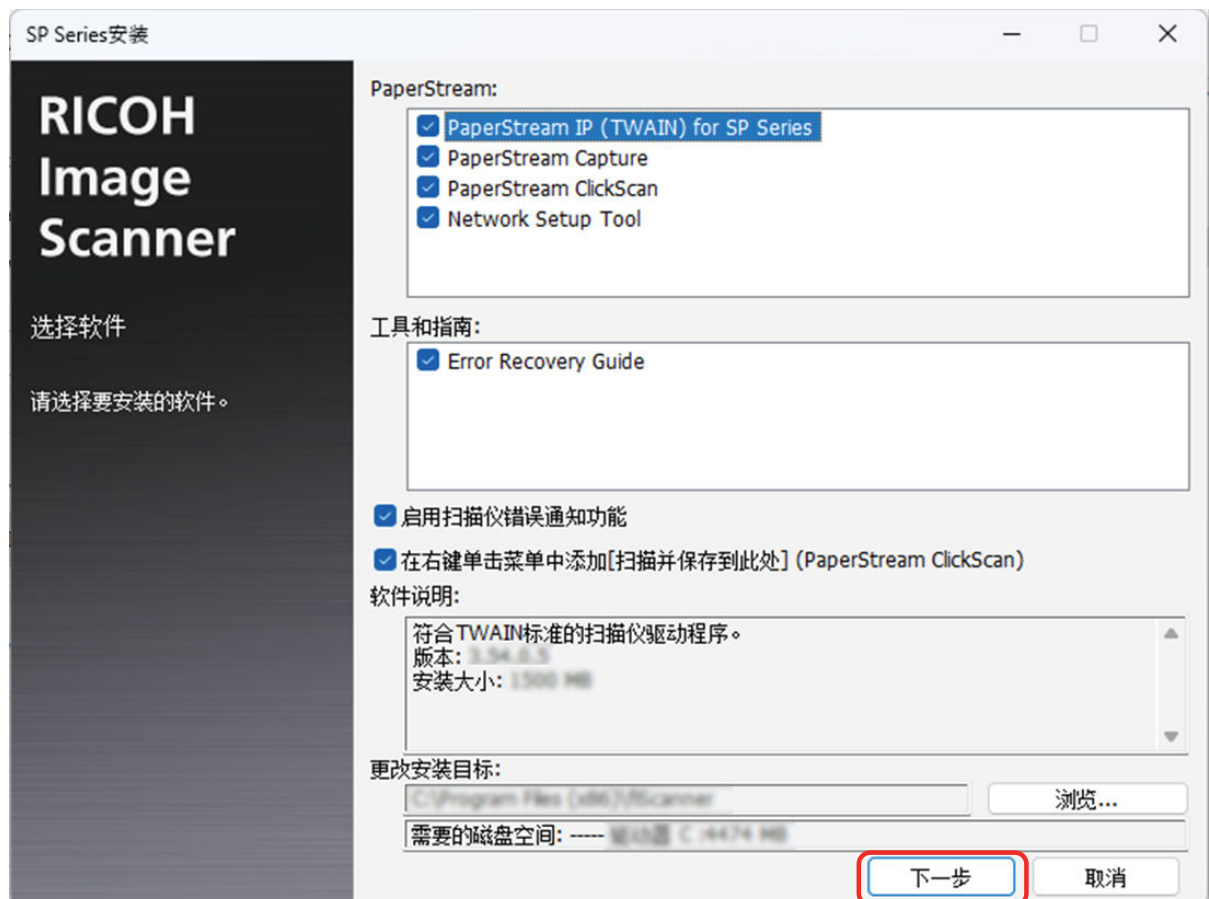 SP Series安装
RICOH
Image
Scanner
选择软件
请选择要安装的软件。
PaperStream:
PaperStream IP (TWAIN) for SP Series
PaperStream Capture
PaperStream ClickScan
Network Setup Tool
工具和指南:
Error Recovery Guide
启用扫描仪错误通知功能
在右键单击菜单中添加[扫描并保存到此处] (PaperStream ClickScan)
软件说明:
符合TWAIN标准的扫描仪驱动程序。
版本:
安装大小:
更改安装目标:
浏览...
需要的磁盘空间: -----
下一步
取消